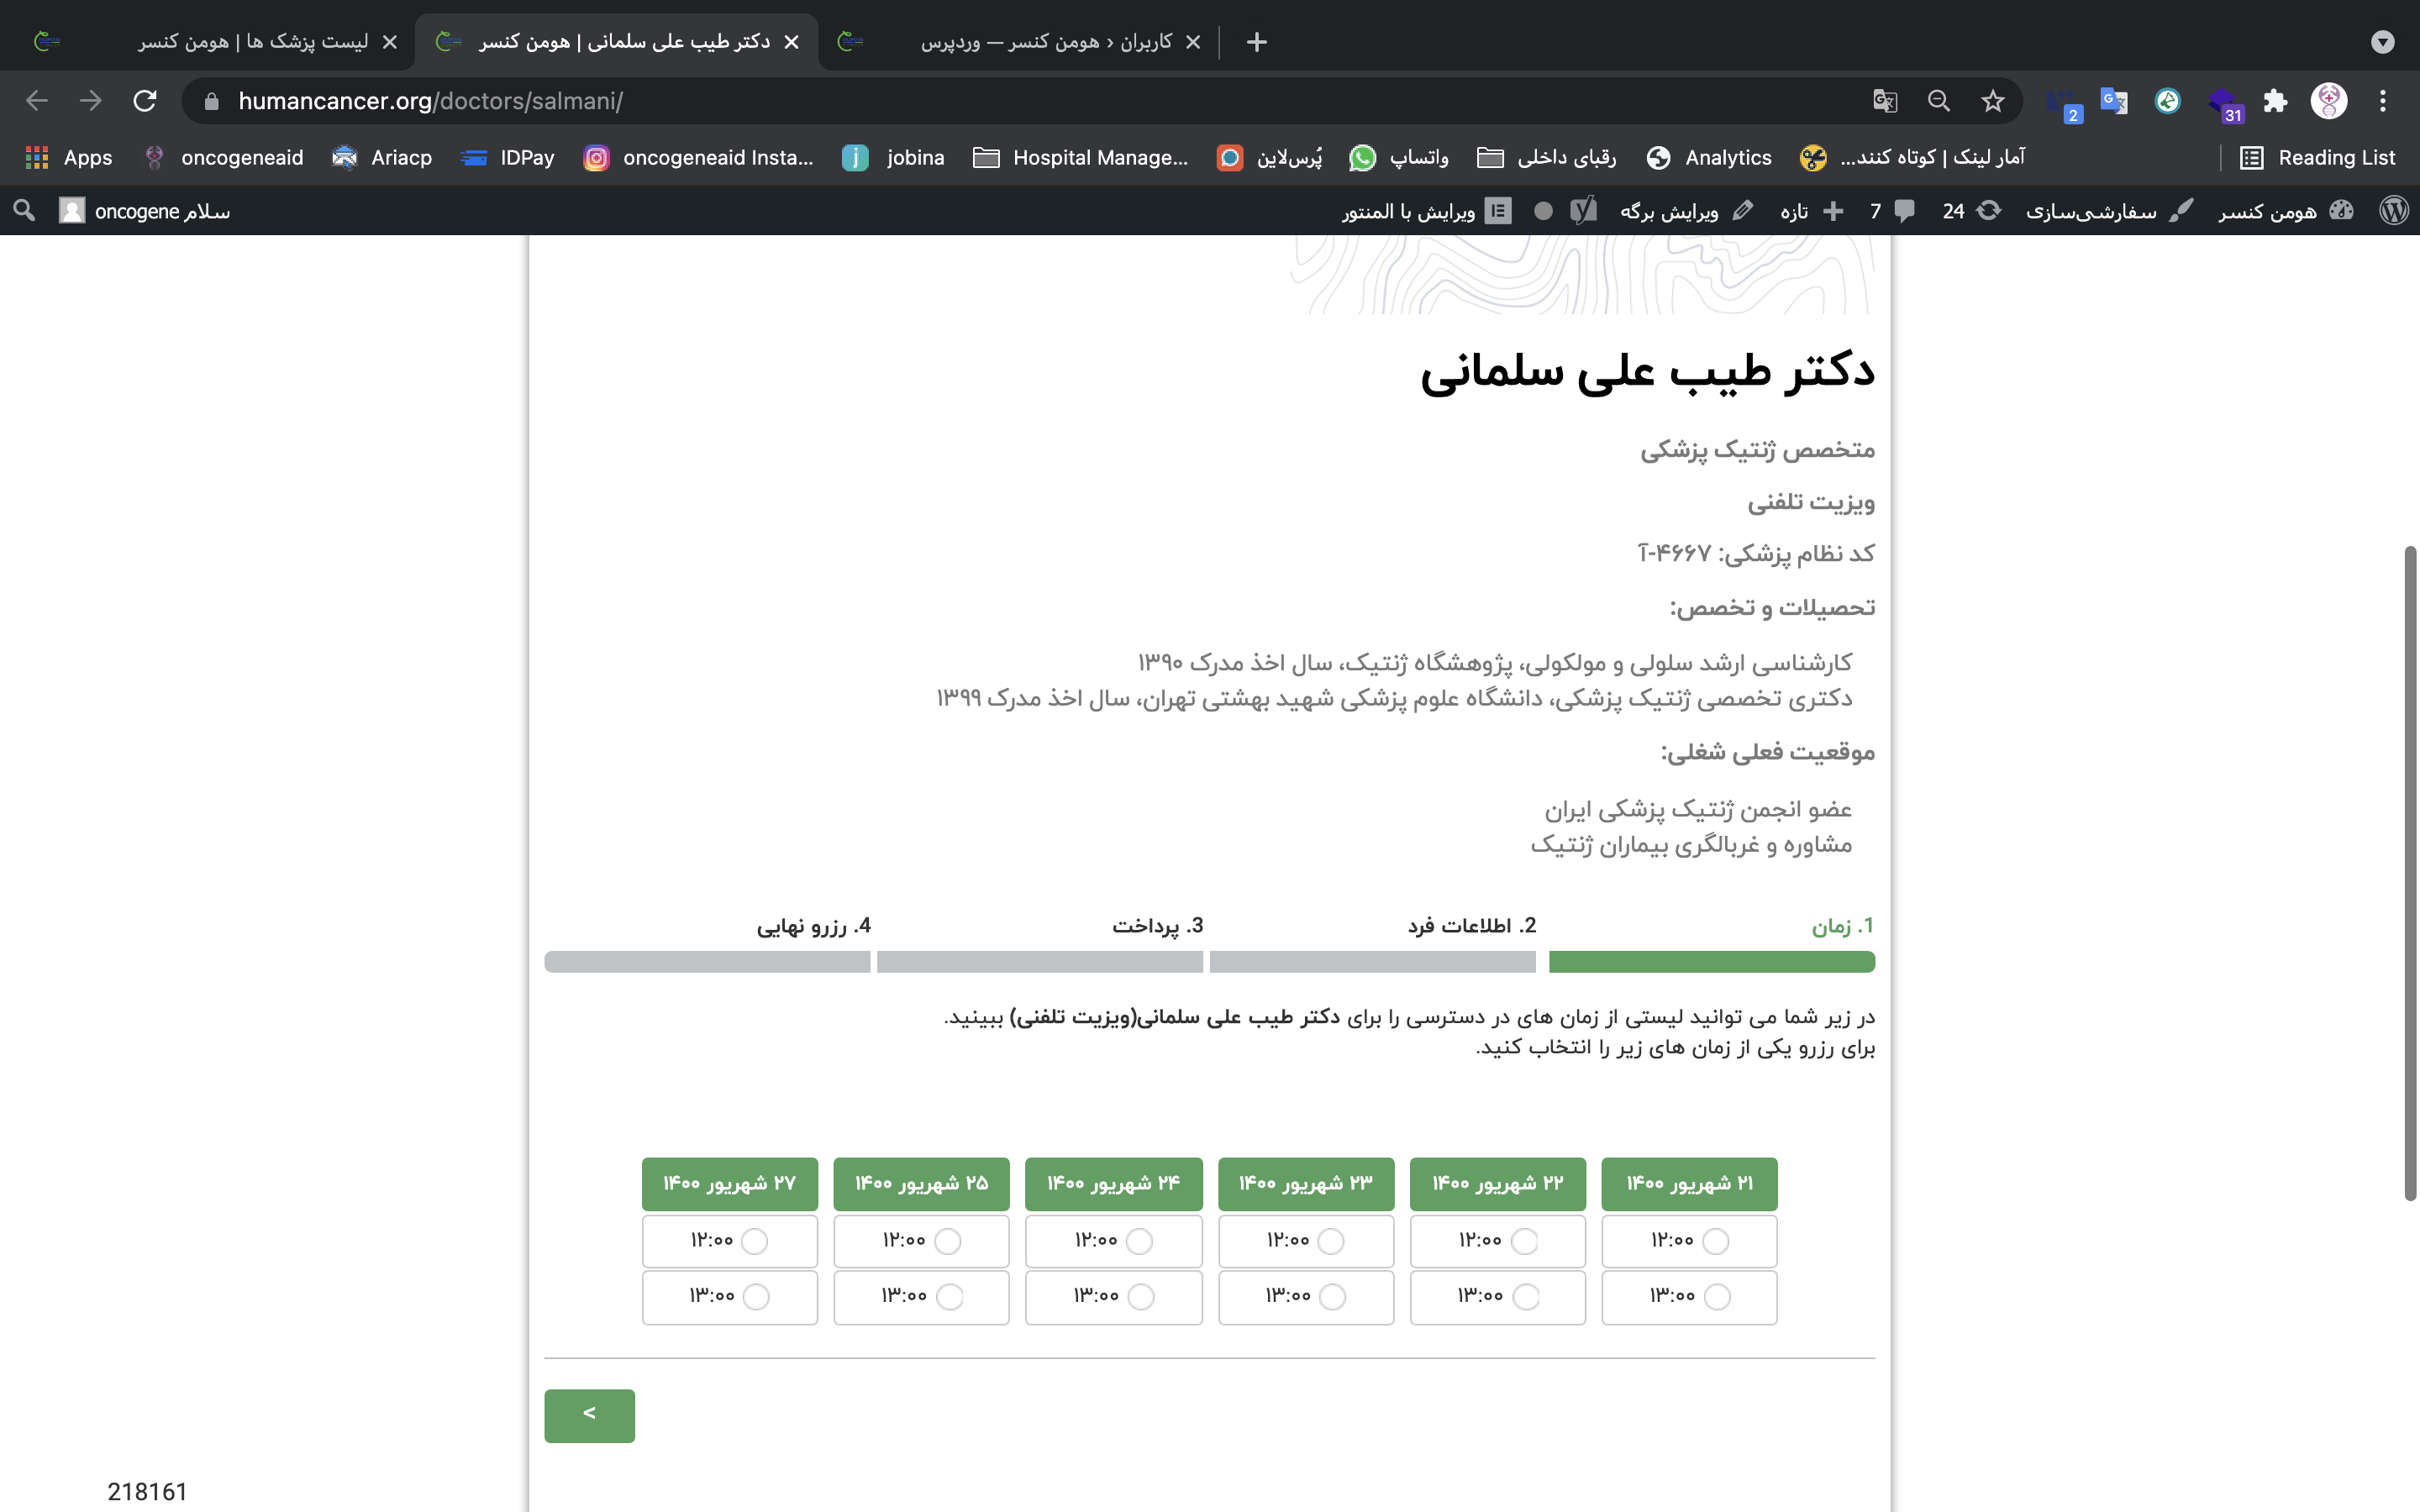 لیست پزشک ها | هومن کنسر
دکتر طیب علی سلمانی | هومن کنسر
کاربران ‹ هومن کنسر — وردپرس
humancancer.org/doctors/salmani/
2
31
Apps
oncogeneaid
Ariacp
IDPay
oncogeneaid Insta...
jobina
Hospital Manage...
پُرس‌لاین
واتساپ
رقبای داخلی
Analytics
آمار لینک | کوتاه کنند...
Reading List
هومن کنسر
سفارشی‌سازی
24
7
تازه
ویرایش برگه
ویرایش با المنتور
سلام oncogene
دکتر طیب علی سلمانی
متخصص ژنتیک پزشکی
ویزیت تلفنی
کد نظام پزشکی: ۴۶۶۷-آ
تحصیلات و تخصص:
کارشناسی ارشد سلولی و مولکولی، پژوهشگاه ژنتیک، سال اخذ مدرک ۱۳۹۰
دکتری تخصصی ژنتیک پزشکی، دانشگاه علوم پزشکی شهید بهشتی تهران، سال اخذ مدرک ۱۳۹۹
موقعیت فعلی شغلی:
عضو انجمن ژنتیک پزشکی ایران
مشاوره و غربالگری بیماران ژنتیک
1. زمان
2. اطلاعات فرد
3. پرداخت
4. رزرو نهایی
در زیر شما می توانید لیستی از زمان های در دسترسی را برای دکتر طیب علی سلمانی(ویزیت تلفنی) ببینید.
برای رزرو یکی از زمان های زیر را انتخاب کنید.
۲۱ شهریور ۱۴۰۰
۲۲ شهریور ۱۴۰۰
۲۳ شهریور ۱۴۰۰
۲۴ شهریور ۱۴۰۰
۲۵ شهریور ۱۴۰۰
۲۷ شهریور ۱۴۰۰
۱۲:۰۰
۱۲:۰۰
۱۲:۰۰
۱۲:۰۰
۱۲:۰۰
۱۲:۰۰
۱۳:۰۰
۱۳:۰۰
۱۳:۰۰
۱۳:۰۰
۱۳:۰۰
۱۳:۰۰
<
218161